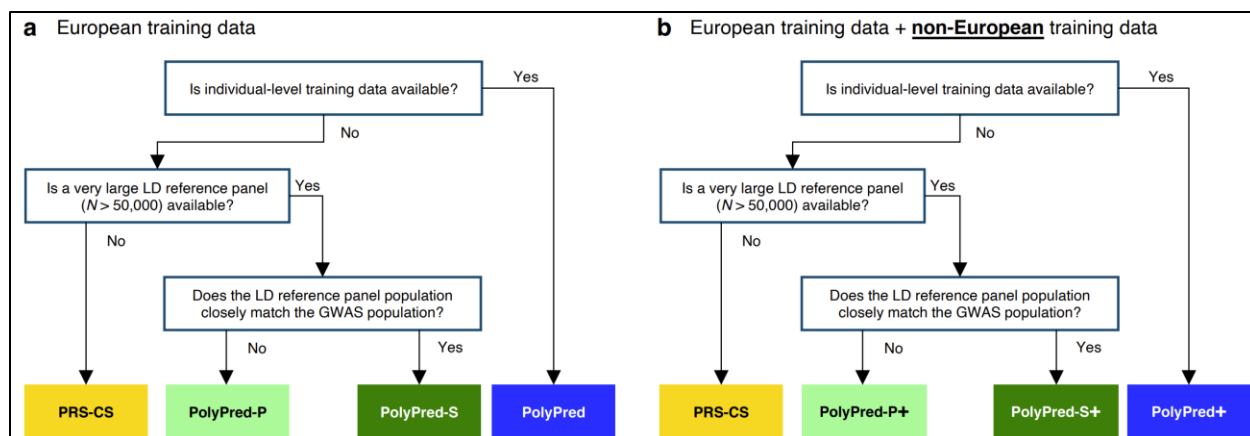 a European training data
Is individual-level training data available?
Yes
No
Is a very large LD reference panel
(N > 50,000) available?
Yes
No
Does the LD reference panel population
closely match the GWAS population?
No
Yes
PRS-CS
PolyPred-P
PolyPred-S
PolyPred
b European training data + non-European training data
Is individual-level training data available?
Yes
No
Is a very large LD reference panel
(N > 50,000) available?
Yes
No
Does the LD reference panel population
closely match the GWAS population?
No
Yes
PRS-CS
PolyPred-P+
PolyPred-S+
PolyPred+